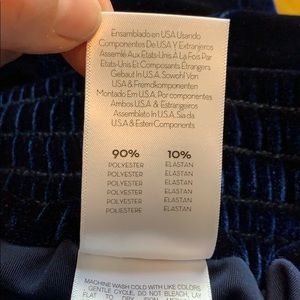 Ensamblado en USA Usando
Componentes De USA Y Extranjeros
Assemlé Aux Etats-Unis A La Fois Par
Etats-Unis Et Composants Étrangers
Gebaut In U.S.A. Sowohl Von
USA & Fremdkomponenten
Montado Em U.S.A, Por componentes
Ambos U.S.A & Estrangeiros
Assemblato In U.S.A. Sia da
U.S.A & Esteri Components
90% 10%
POLYESTER ELASTAN
POLYESTER ELASTAN
POLYESTER ELASTAN
POLYESTER ELASTAN
POLYESTER ELASTAN
POLIESTERE ELASTAN
MACHINE WASH COLD WITH LIKE COLORS
GENTLE CYCLE, DO NOT BLEACH, LAY
FLAT TO DRY